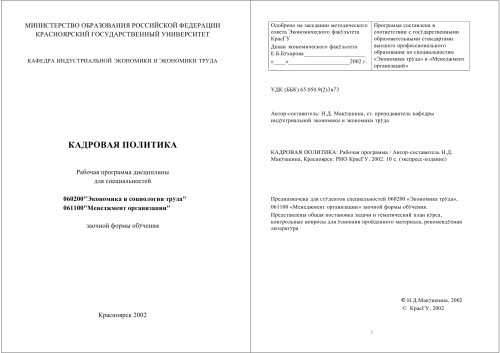 МИНИСТЕРСТВО ОБРАЗОВАНИЯ РОССИЙСКОЙ ФЕДЕРАЦИИ
КРАСНОЯРСКИЙ ГОСУДАРСТВЕННЫЙ УНИВЕРСИТЕТ
КАФЕДРА ИНДУСТРИАЛЬНОЙ ЭКОНОМИКИ И ЭКОНОМИКИ ТРУДА
КАДРОВАЯ ПОЛИТИКА
Рабочая программа дисциплины
для специальностей
060200"Экономика и социология труда"
061100"Менеджмент организации"
заочной формы обучения
Красноярск 2002
Одобрено на заседании методического
совета Экономического факультета
КрасГУ
Декан экономического факультета
Е.Б.Бухарова____________________
«____»____________________2002 г.
Программа составлена в
соответствии с государственными
образовательными стандартами
высшего профессионального
образования по специальностям
«Экономика труда» и «Менеджмент
организаций»
УДК (ББК) 65.050.9(2)3я73
Автор-составитель: Н.Д. Макушкина, ст. преподаватель кафедры
индустриальной экономики и экономики труда
КАДРОВАЯ ПОЛИТИКА: Рабочая программа / Автор-составитель Н.Д.
Макушкина, Красноярск: РИО КрасГУ, 2002. 10 с. (экспресс-издание)
Предназначена для студентов специальностей 060200 «Экономика труда»,
061100 «Менеджмент организации» заочной формы обучения.
Представлены общая постановка задачи и тематический план курса,
контрольные вопросы для усвоения пройденного материала, рекомендуемая
литература
© Н.Д.Макушкина, 2002
© КрасГУ, 2002
2